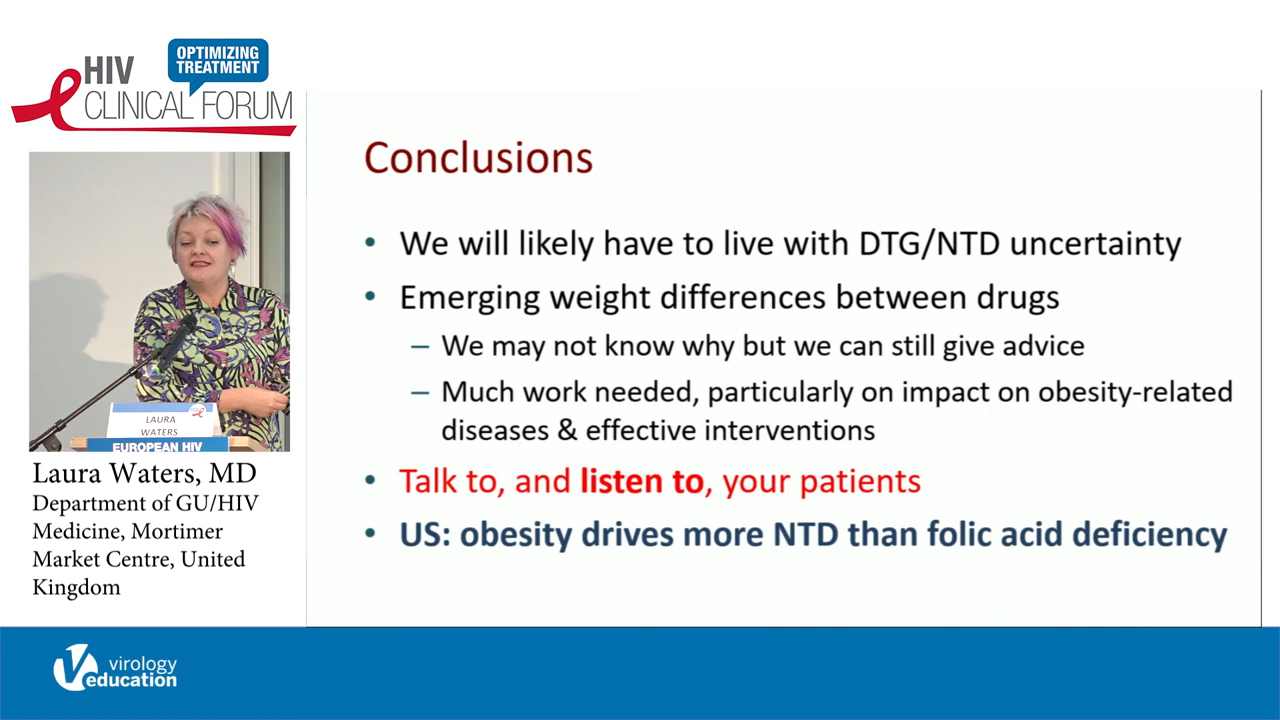 HIV
CLINICAL FORUM
OPTIMIZING
TREATMENT
LAURA
WATERS
EUROPEAN HIV
Laura Waters, MD
Department of GU/HIV
Medicine, Mortimer
Market Centre, United
Kingdom
Conclusions
• We will likely have to live with DTG/NTD uncertainty
• Emerging weight differences between drugs
– We may not know why but we can still give advice
– Much work needed, particularly on impact on obesity-related
diseases & effective interventions
• Talk to, and listen to, your patients
• US: obesity drives more NTD than folic acid deficiency
virology
education